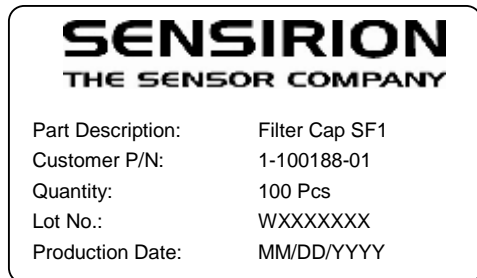 SENSIRION
THE SENSOR COMPANY
Part Description: Filter Cap SF1
Customer P/N: 1-100188-01
Quantity: 100 Pcs
Lot No.: WXXXXXXX
Production Date: MM/DD/YYYY